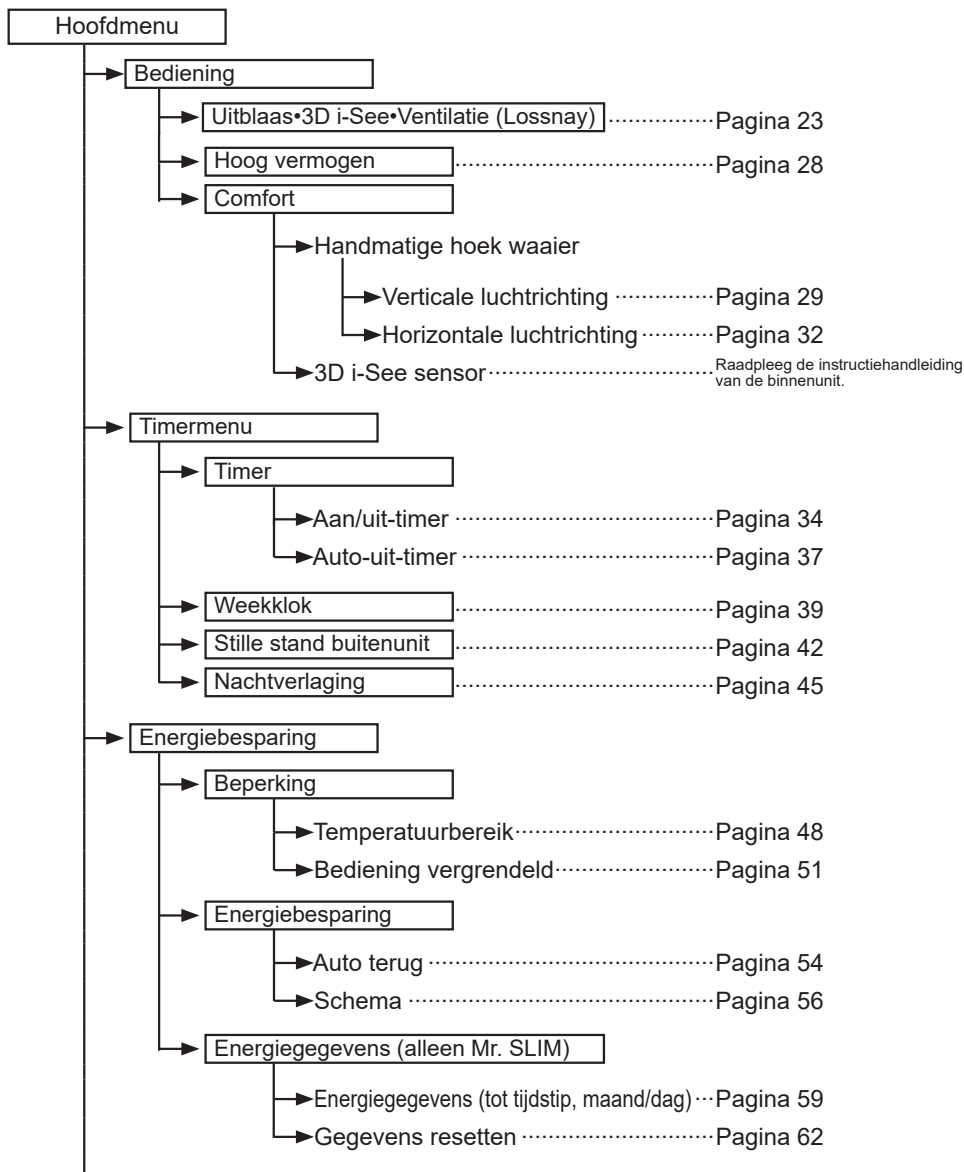 Hoofdmenu
Bediening
Uitblaas•3D i-See•Ventilatie (Lossnay) ··············· Pagina 23
Hoog vermogen ······································· Pagina 28
Comfort
Handmatige hoek waaier
Verticale luchtrichting ··············· Pagina 29
Horizontale luchtrichting ··········· Pagina 32
3D i-See sensor ··································· Raadpleeg de instructiehandleiding
van de binnenunit.
Timermenu
Timer
Aan/uit-timer ······································· Pagina 34
Auto-uit-timer ······································ Pagina 37
Weekklok ······································· Pagina 39
Stille stand buitenunit ······································· Pagina 42
Nachtverlaging ······································· Pagina 45
Energiebesparing
Beperking
Temperatuurbereik ······························ Pagina 48
Bediening vergrendeld ························ Pagina 51
Energiebesparing
Auto terug ··········································· Pagina 54
Schema ·············································· Pagina 56
Energiegegevens (alleen Mr. SLIM)
Energiegegevens (tot tijdstip, maand/dag) ··· Pagina 59
Gegevens resetten ····························· Pagina 62